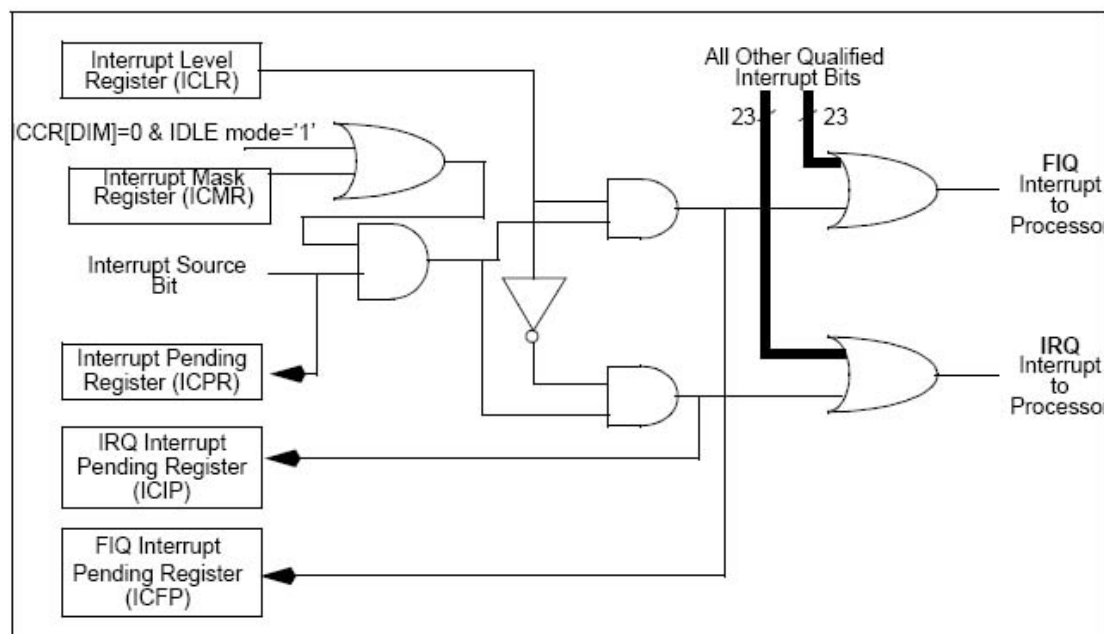 Interrupt Level
Register (ICLR)
All Other Qualified
Interrupt Bits
23
23
ICCR[DIM]=0 & IDLE mode='1'
Interrupt Mask
Register (ICMR)
FIQ
Interrupt
to
Processor
Interrupt Source
Bit
Interrupt Pending
Register (ICPR)
IRQ
Interrupt
to
Processor
IRQ Interrupt
Pending Register
(ICIP)
FIQ Interrupt
Pending Register
(ICFP)